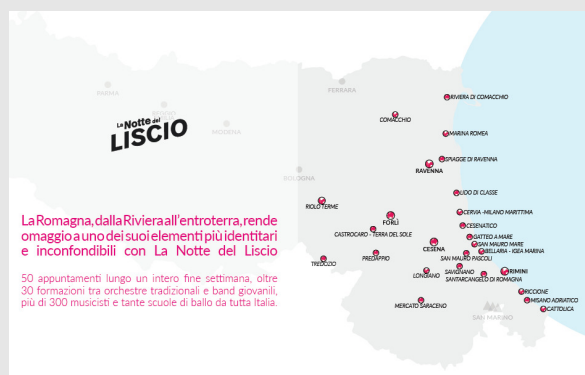 PARMA
REGGIO
MODENA
La Notte del
LISCIO
FERRARA
BOLOGNA
La Romagna, dalla Riviera all'entroterra, rende
omaggio a uno dei suoi elementi più identitari
e inconfondibili con La Notte del Liscio
50 appuntamenti lungo un intero fine settimana, oltre
30 formazioni tra orchestre tradizionali e band giovanili,
più di 300 musicisti e tante scuole di ballo da tutta Italia.
RIVIERA DI COMACCHIO
COMACCHIO
MARINA ROMEA
SPIAGGE DI RAVENNA
RAVENNA
LIDO DI CLASSE
RIOLO TERME
CERVIA -MILANO MARITTIMA
FORLÌ
CESENATICO
CASTROCARO - TERRA DEL SOLE
GATTEO A MARE
CESENA
SAN MAURO MARE
BELLARIA - IGEA MARINA
PREDAPPIO
SAN MAURO PASCOLI
TREDOZIO
SAVIGNANO
LONGIANO
RIMINI
SANTARCANGELO DI ROMAGNA
RICCIONE
MERCATO SARACENO
MISANO ADRIATICO
CATTOLICA
SAN MARINO